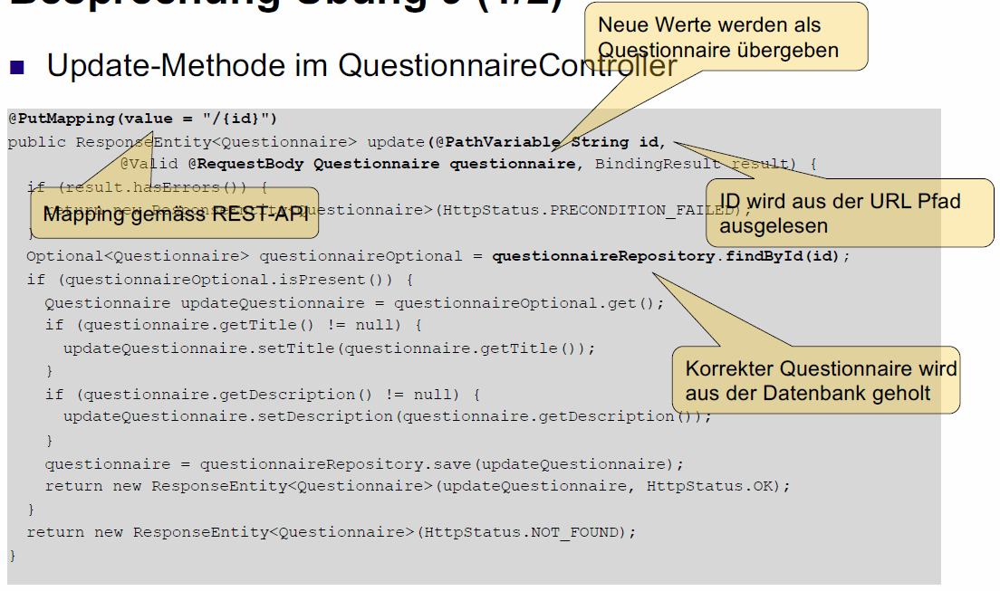 Besprechung Übung
Neue Werte werden als
Questionnaire übergeben
■ Update-Methode im QuestionnaireController
@PutMapping(value = "/{id}")
public ResponseEntity<Questionnaire> update(@PathVariable String id,
@Valid @RequestBody Questionnaire questionnaire, BindingResult result) {
if (result.hasErrors()) {
return new ResponseEntity<Questionnaire>(HttpStatus.PRECONDITION_FAILED);
}
Mapping gemäss REST-API
ID wird aus der URL Pfad
ausgelesen
Optional<Questionnaire> questionnaireOptional = questionnaireRepository.findById(id);
if (questionnaireOptional.isPresent()) {
Questionnaire updateQuestionnaire = questionnaireOptional.get();
if (questionnaire.getTitle() != null) {
updateQuestionnaire.setTitle(questionnaire.getTitle());
}
Korrekter Questionnaire wird
aus der Datenbank geholt
if (questionnaire.getDescription() != null) {
updateQuestionnaire.setDescription(questionnaire.getDescription());
}
questionnaire = questionnaireRepository.save(updateQuestionnaire);
return new ResponseEntity<Questionnaire>(updateQuestionnaire, HttpStatus.OK);
}
return new ResponseEntity<Questionnaire>(HttpStatus.NOT_FOUND);
}